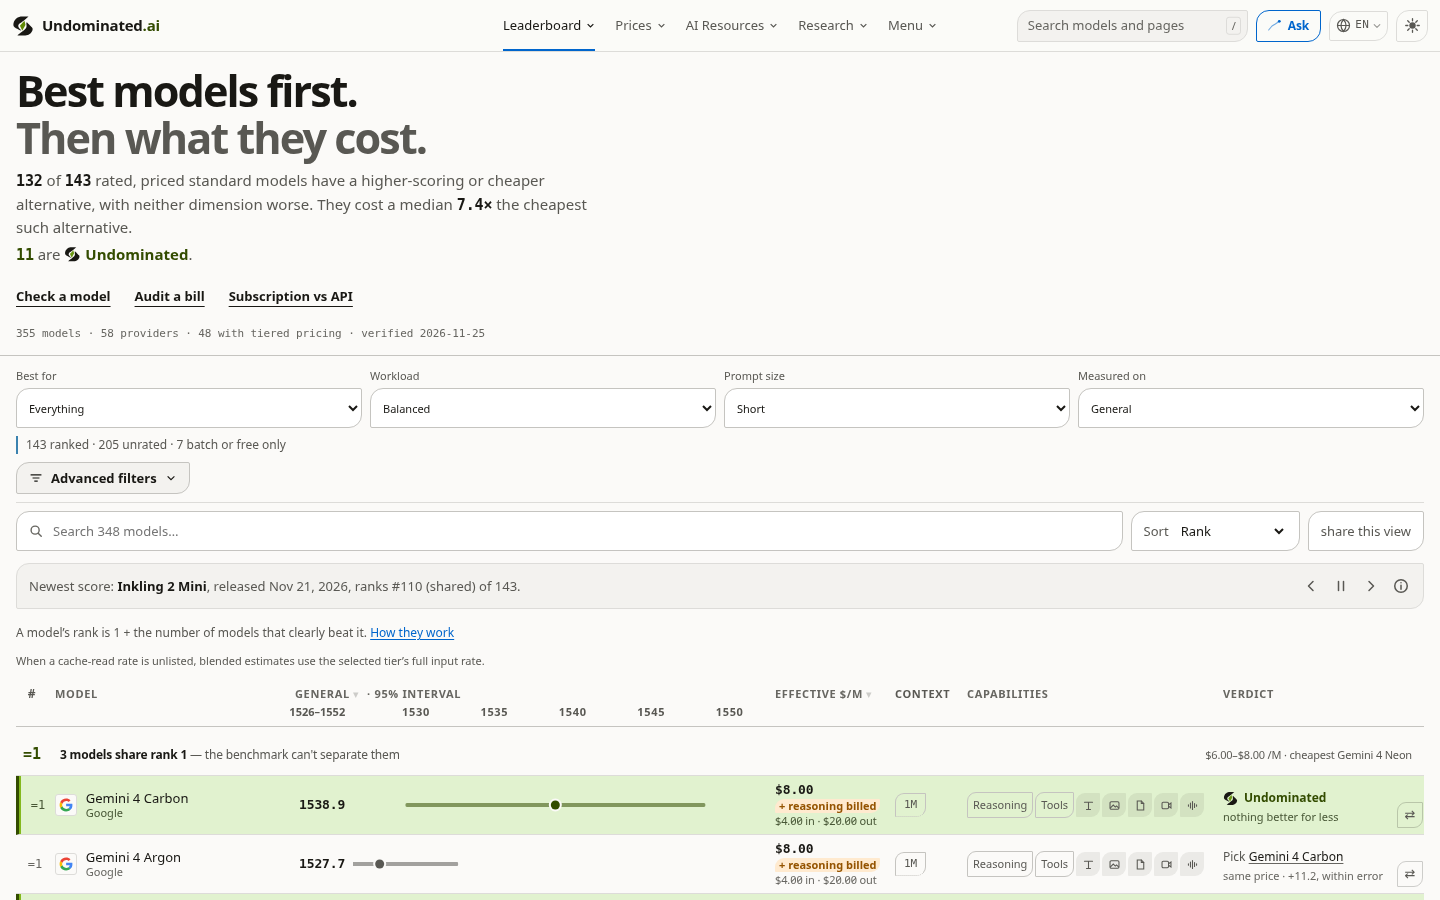 Undominated.ai
Leaderboard
Prices
AI Resources
Research
Menu
Search models and pages /
Ask
EN
Best models first.
Then what they cost.
132 of 143 rated, priced standard models have a higher-scoring or cheaper
alternative, with neither dimension worse. They cost a median 7.4× the cheapest
such alternative.
11 are Undominated.
Check a model
Audit a bill
Subscription vs API
355 models · 58 providers · 48 with tiered pricing · verified 2026-11-25
Best for
Workload
Prompt size
Measured on
Everything
Balanced
Short
General
143 ranked · 205 unrated · 7 batch or free only
Advanced filters
Search 348 models...
Sort Rank
share this view
Newest score: Inkling 2 Mini, released Nov 21, 2026, ranks #110 (shared) of 143.
A model's rank is 1 + the number of models that clearly beat it. How they work
When a cache-read rate is unlisted, blended estimates use the selected tier's full input rate.
# MODEL GENERAL · 95% INTERVAL EFFECTIVE $/M CONTEXT CAPABILITIES VERDICT
1526–1552 1530 1535 1540 1545 1550
=1 3 models share rank 1 — the benchmark can't separate them $6.00–$8.00 /M · cheapest Gemini 4 Neon
=1 Gemini 4 Carbon
Google
1538.9
$8.00
+ reasoning billed
$4.00 in · $20.00 out
1M
Reasoning Tools
Undominated
nothing better for less
=1 Gemini 4 Argon
Google
1527.7
$8.00
+ reasoning billed
$4.00 in · $20.00 out
1M
Reasoning Tools
Pick Gemini 4 Carbon
same price · +11.2, within error